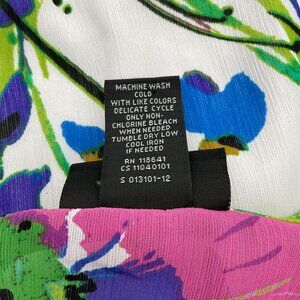 MACHINE WASH
COLD
WITH LIKE COLORS
DELICATE CYCLE
ONLY NON-
CHLORINE BLEACH
WHEN NEEDED
TUMBLE DRY LOW
COOL IRON
IF NEEDED
RN 118641
CS 11040101
S 013101-12